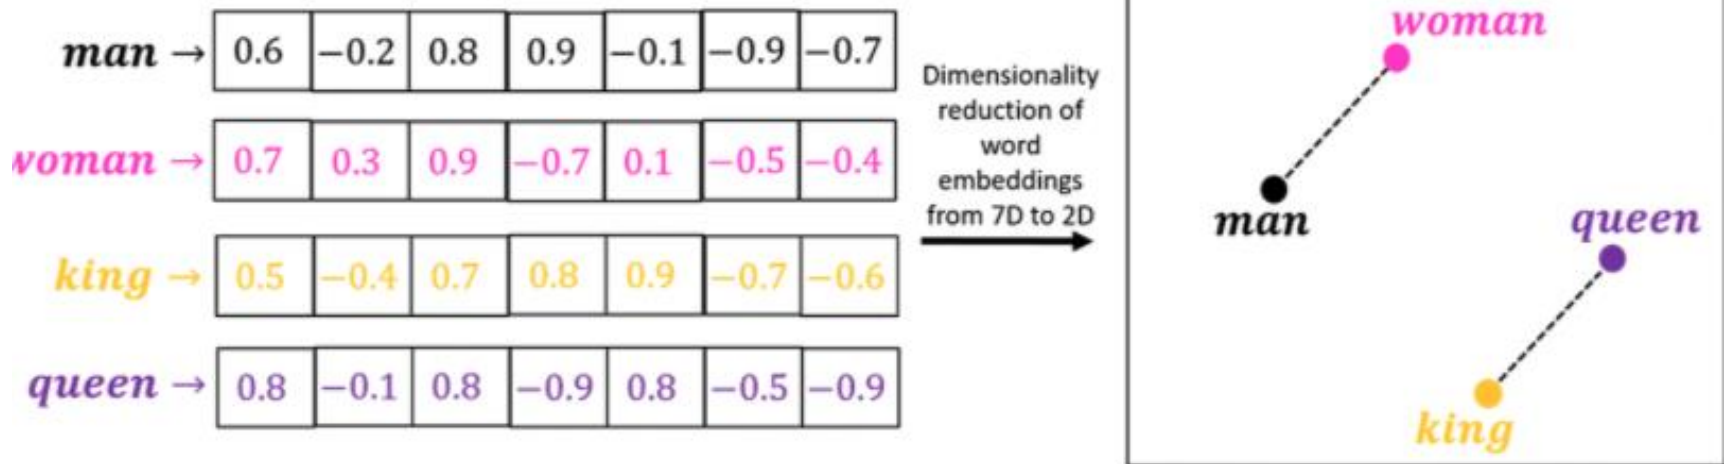 man → 0.6 −0.2 0.8 0.9 −0.1 −0.9 −0.7
woman → 0.7 0.3 0.9 −0.7 0.1 −0.5 −0.4
king → 0.5 −0.4 0.7 0.8 0.9 −0.7 −0.6
queen → 0.8 −0.1 0.8 −0.9 0.8 −0.5 −0.9
Dimensionality
reduction of
word
embeddings
from 7D to 2D
woman
man
queen
king